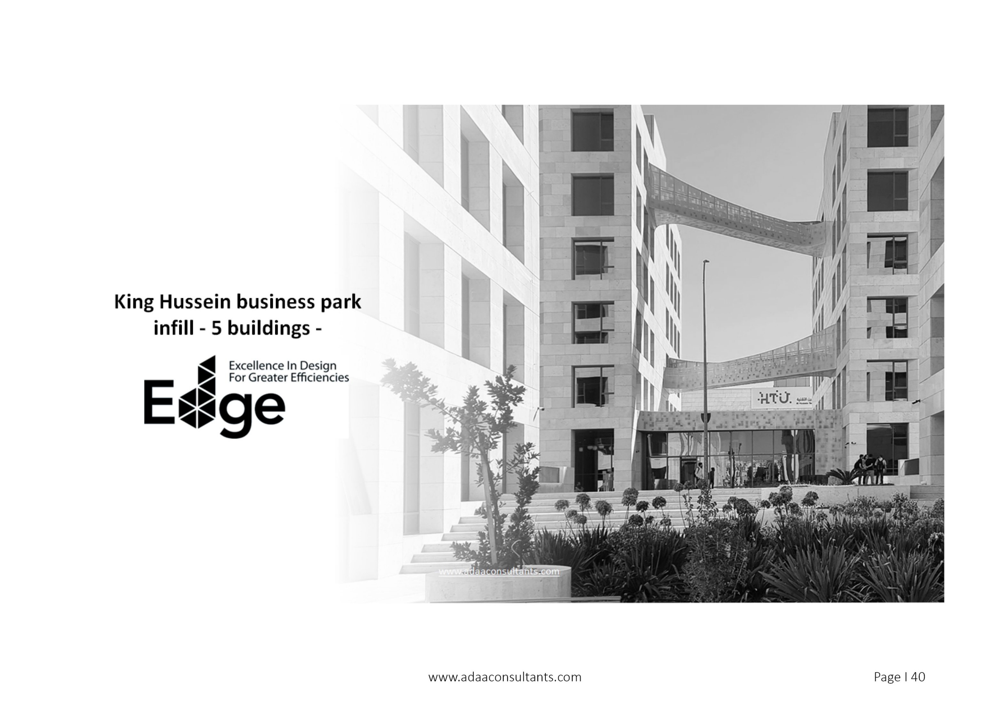 King Hussein business park
infill - 5 buildings -
Excellence In Design
For Greater Efficiencies
Edge
HTU.
www.adaaconsultants.com
www.adaaconsultants.com
Page I 40